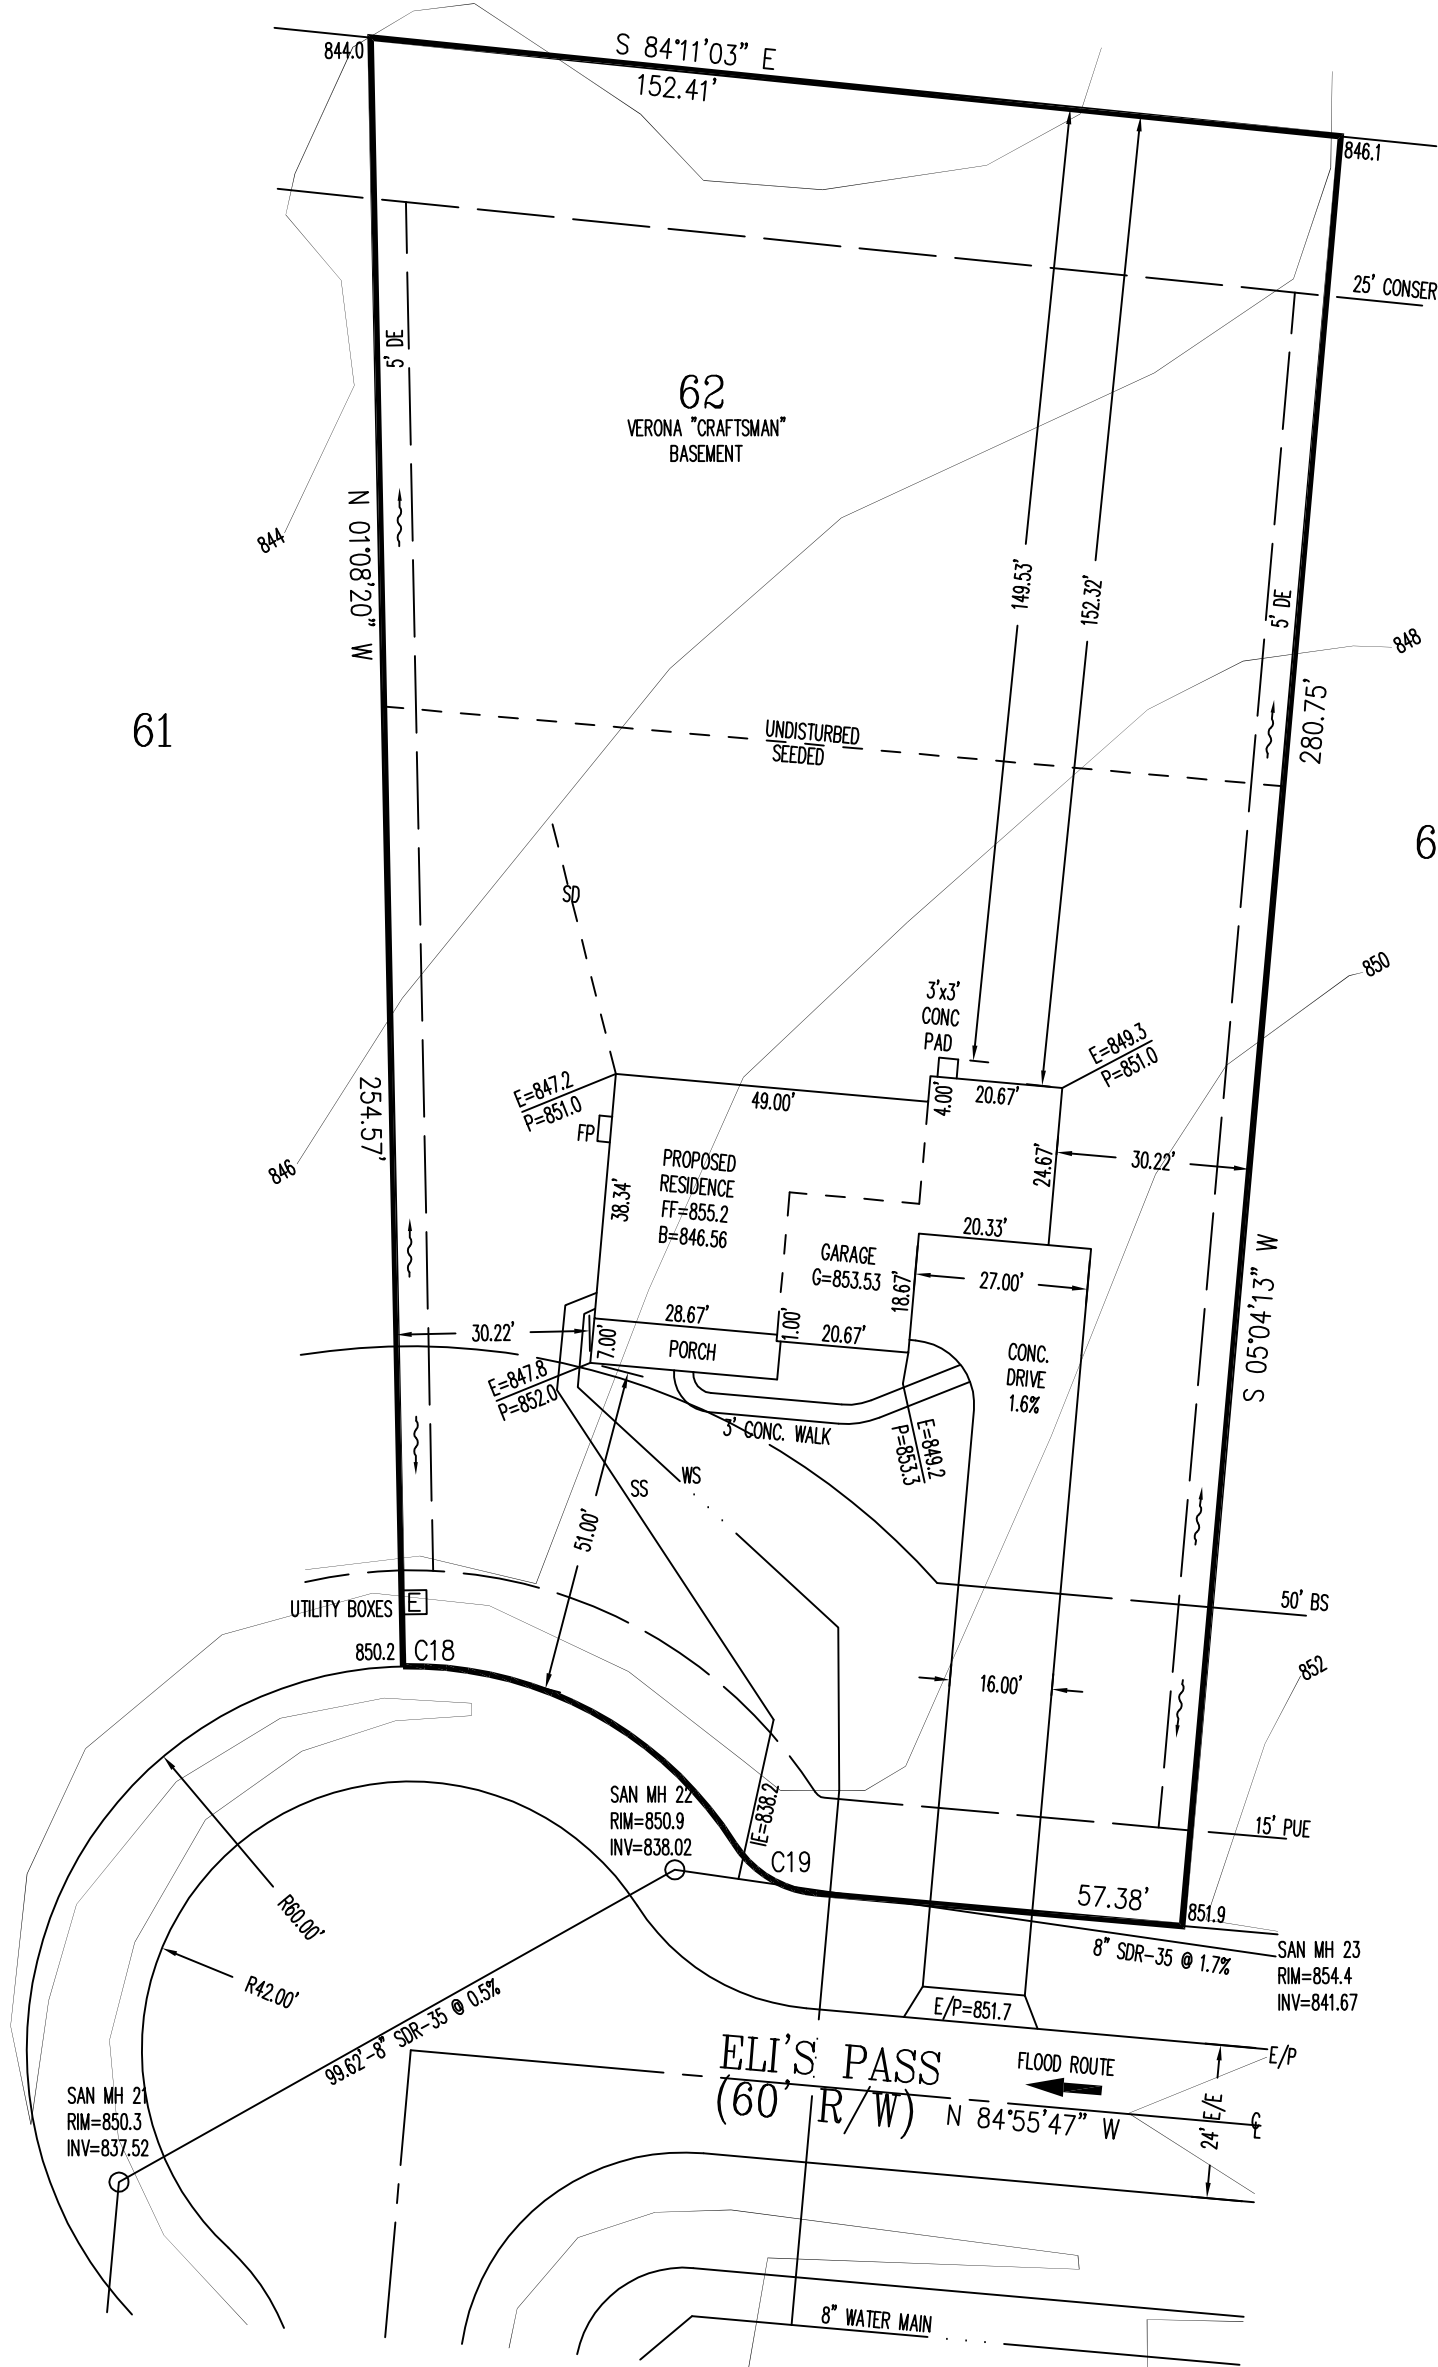 844.0
S 84°11'03" E
152.41'
846.1
25' CONSER
5' DE
62
VERONA "CRAFTSMAN"
BASEMENT
844
N 01°08'20" W
149.53'
152.32'
5' DE
848
280.75'
61
UNDISTURBED
SEEDED
6
SD
850
3'x3'
CONC
PAD
E=849.3
P=851.0
E=847.2
P=851.0
254.57'
49.00'
4.00'
20.67'
FP
846
PROPOSED
RESIDENCE
FF=855.2
B=846.56
38.34'
24.67'
30.22'
20.33'
GARAGE
G=853.53
18.67'
27.00'
S 05°04'13" W
28.67'
30.22'
7.00'
PORCH
1.00'
20.67'
CONC.
DRIVE
1.6%
E=847.8
P=852.0
3' CONC. WALK
E=849.2
P=853.3
WS
SS
51.00'
50' BS
UTILITY BOXES
E
850.2
C18
852
16.00'
SAN MH 22
RIM=850.9
INV=838.02
IE=838.2
15' PUE
C19
57.38'
851.9
R60.00'
8" SDR-35 @ 1.7%
SAN MH 23
RIM=854.4
INV=841.67
R42.00'
99.62'-8" SDR-35 @ 0.5%
E/P=851.7
ELI'S PASS
(60' R/W)
FLOOD ROUTE
E/P
N 84°55'47" W
24' E/E
CL
SAN MH 21
RIM=850.3
INV=837.52
8" WATER MAIN